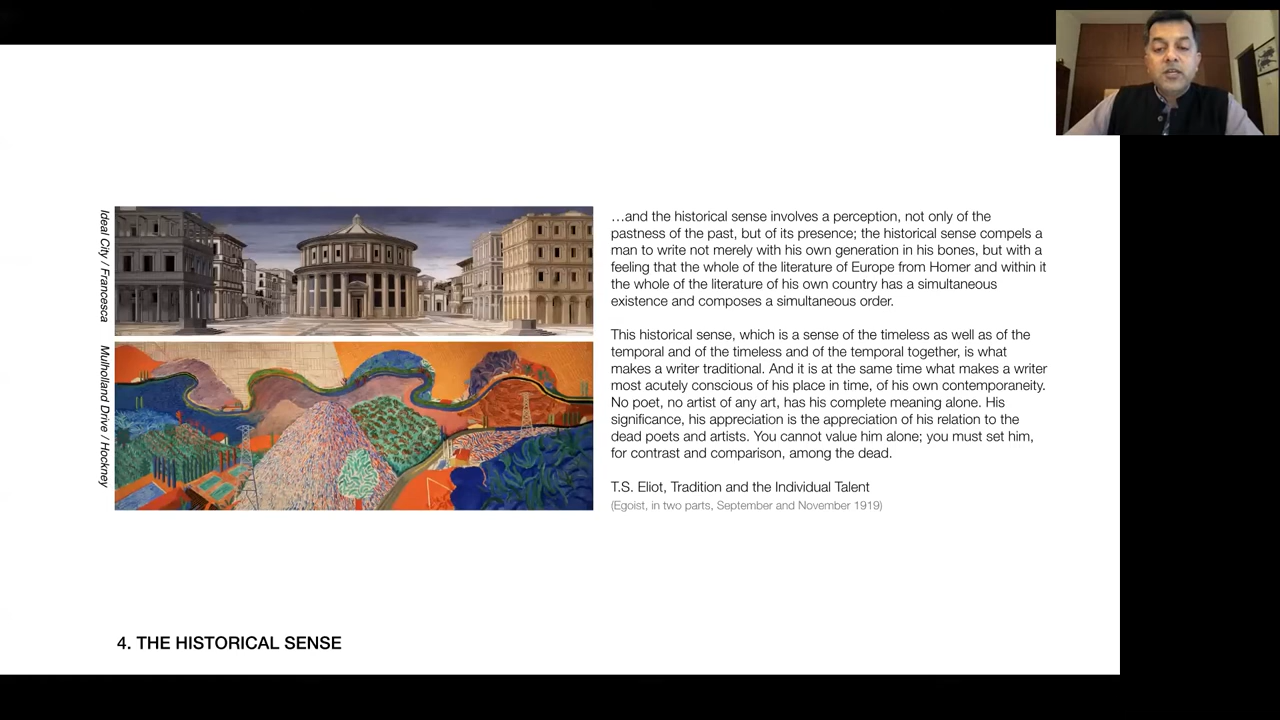 Ideal City / Francesca
Mulholland Drive / Hockney
…and the historical sense involves a perception, not only of the
pastness of the past, but of its presence; the historical sense compels a
man to write not merely with his own generation in his bones, but with a
feeling that the whole of the literature of Europe from Homer and within it
the whole of the literature of his own country has a simultaneous
existence and composes a simultaneous order.
This historical sense, which is a sense of the timeless as well as of the
temporal and of the timeless and of the temporal together, is what
makes a writer traditional. And it is at the same time what makes a writer
most acutely conscious of his place in time, of his own contemporaneity.
No poet, no artist of any art, has his complete meaning alone. His
significance, his appreciation is the appreciation of his relation to the
dead poets and artists. You cannot value him alone; you must set him,
for contrast and comparison, among the dead.
T.S. Eliot, Tradition and the Individual Talent
(Egoist, in two parts, September and November 1919)
4. THE HISTORICAL SENSE